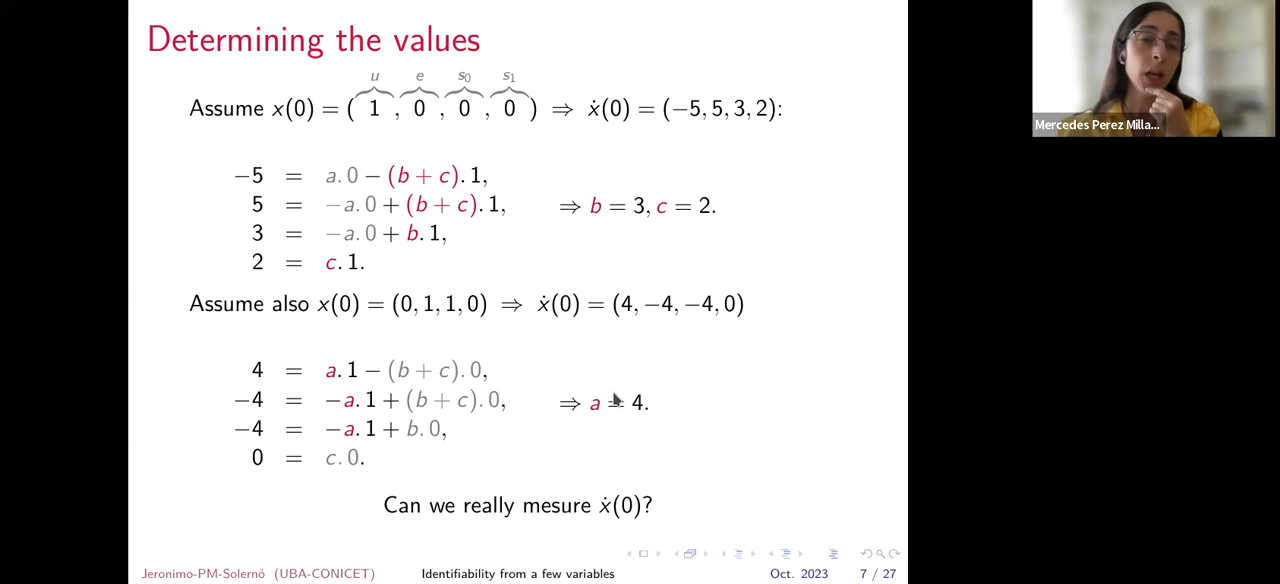 Determining the values
u e s₀ s₁
Assume x(0) = ( 1 , 0 , 0 , 0 ) ⇒ ẋ(0) = (−5, 5, 3, 2):
−5 = a. 0 − (b + c). 1,
5 = −a. 0 + (b + c). 1, ⇒ b = 3, c = 2.
3 = −a. 0 + b. 1,
2 = c. 1.
Assume also x(0) = (0, 1, 1, 0) ⇒ ẋ(0) = (4, −4, −4, 0)
4 = a. 1 − (b + c). 0,
−4 = −a. 1 + (b + c). 0, ⇒ a = 4.
−4 = −a. 1 + b. 0,
0 = c. 0.
Can we really mesure ẋ(0)?
Jeronimo-PM-Solernó (UBA-CONICET) Identifiability from a few variables Oct. 2023 7 / 27
Mercedes Perez Milla...